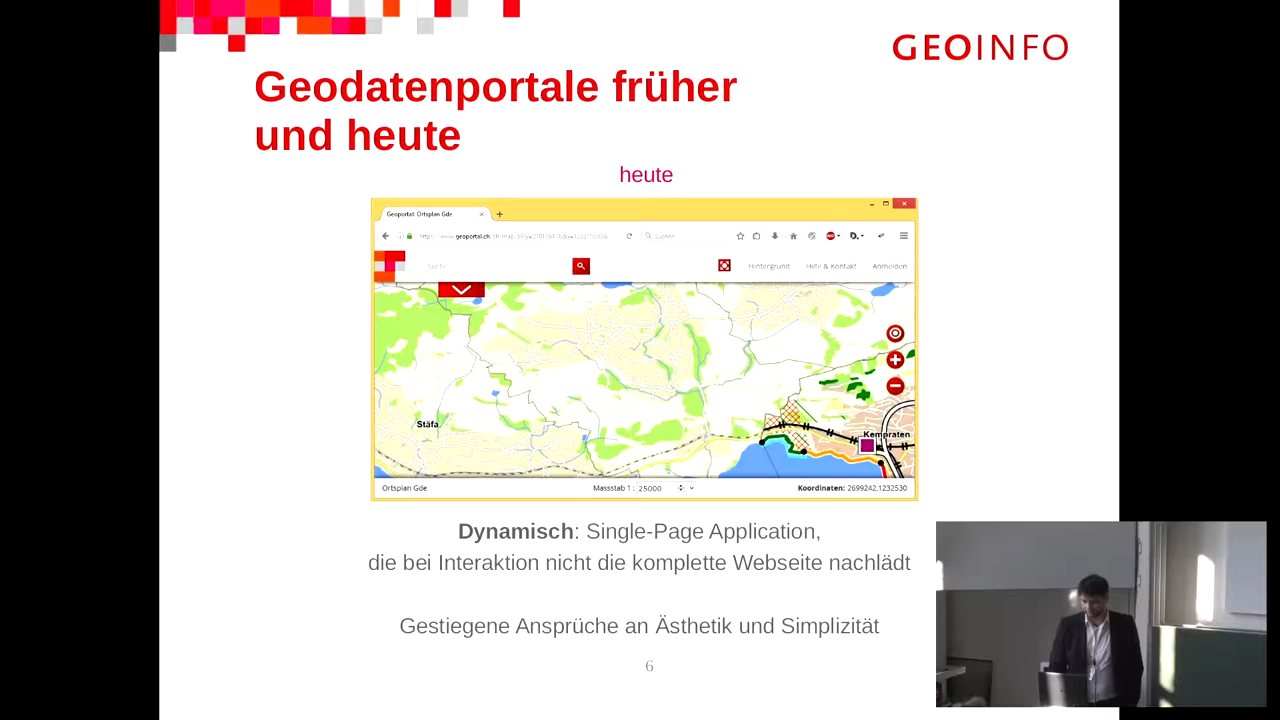 GEOINFO
Geodatenportale früher
und heute
heute
Geoportal: Ortsplan Gde
Suche
Hintergrund
Hilfe & Kontakt
Anmelden
Stäfa
Kempraten
Ortsplan Gde
Massstab 1 : 25000
Koordinaten: 2699242,1232530
Dynamisch: Single-Page Application,
die bei Interaktion nicht die komplette Webseite nachlädt
Gestiegene Ansprüche an Ästhetik und Simplizität
6